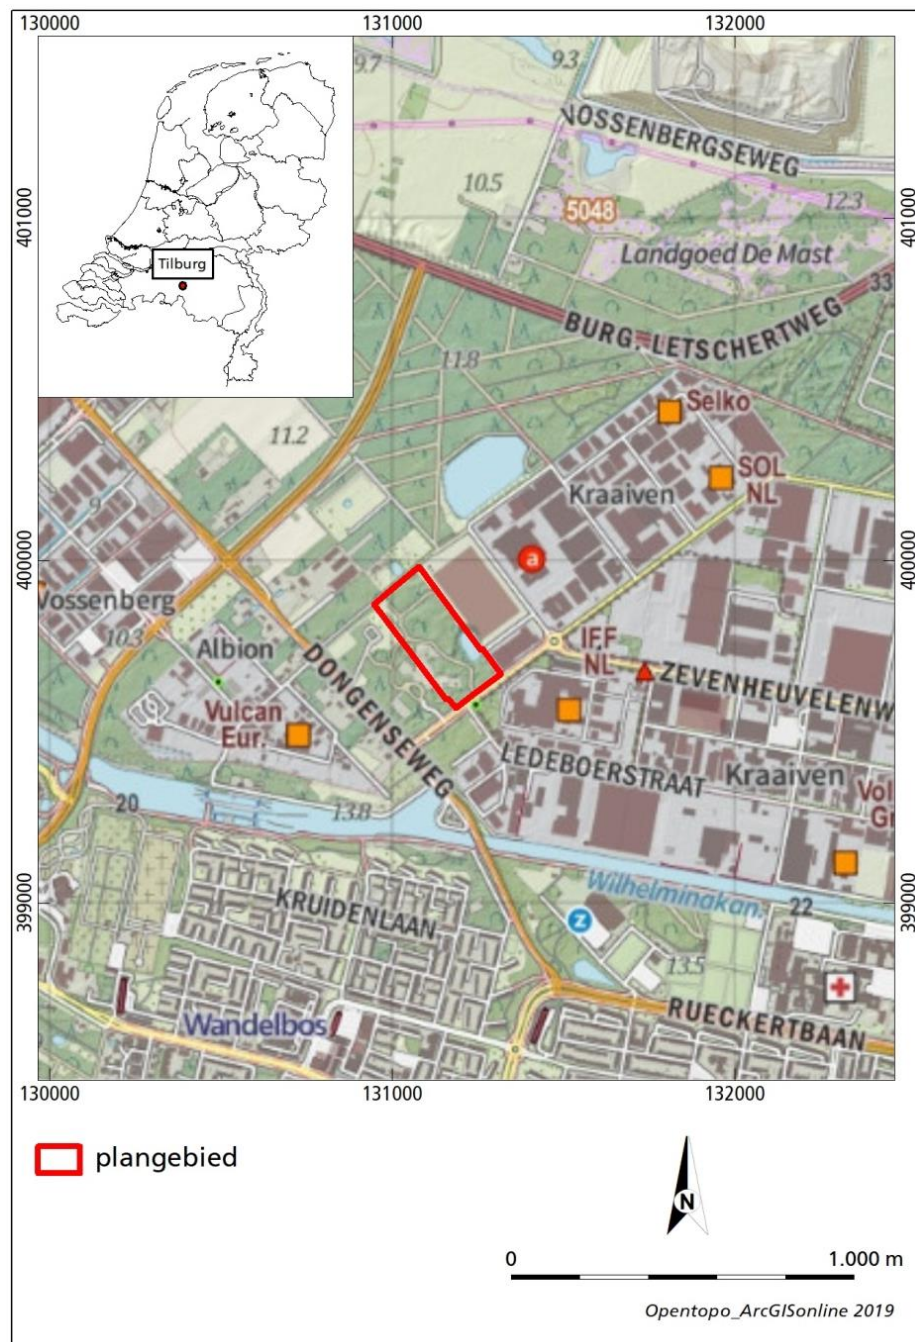 130000
131000
132000
9.7
9.3
VOSSENBERGSEWEG
10.5
12.3
401000
401000
5048
Landgoed De Mast
Tilburg
33
BURG. LETSCHERTWEG
11.8
Selko
11.2
SOL
NL
Kraaiven
9
400000
400000
a
Vossenberg
10.3
Albion
IFF
NL
DONGENSEWEG
ZEVENHEUVELENW
Vulcan
Eur.
LEDEBOERSTRAAT
Kraaiven
Vol
Gr
20
13.8
Wilhelminakan.
22
399000
399000
KRUIDENLAAN
Z
13.5
Wandelbos
RUECKERTBAAN
130000
131000
132000
plangebied
N
0
1.000 m
Opentopo_ArcGISonline 2019